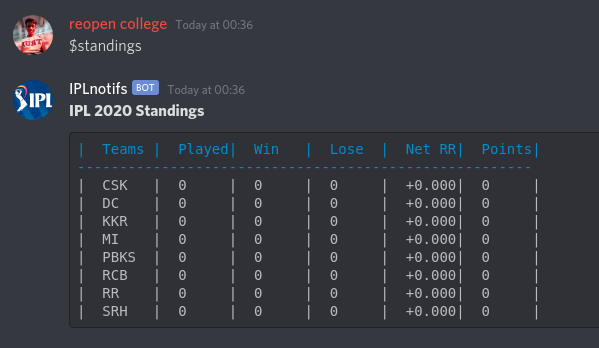 reopen college Today at 00:36
$standings
IPL IPLnotifs BOT Today at 00:36
IPL 2020 Standings
| Teams | Played| Win | Lose | Net RR| Points|
------------------------------------------------------
| CSK | 0 | 0 | 0 | +0.000| 0 |
| DC | 0 | 0 | 0 | +0.000| 0 |
| KKR | 0 | 0 | 0 | +0.000| 0 |
| MI | 0 | 0 | 0 | +0.000| 0 |
| PBKS | 0 | 0 | 0 | +0.000| 0 |
| RCB | 0 | 0 | 0 | +0.000| 0 |
| RR | 0 | 0 | 0 | +0.000| 0 |
| SRH | 0 | 0 | 0 | +0.000| 0 |